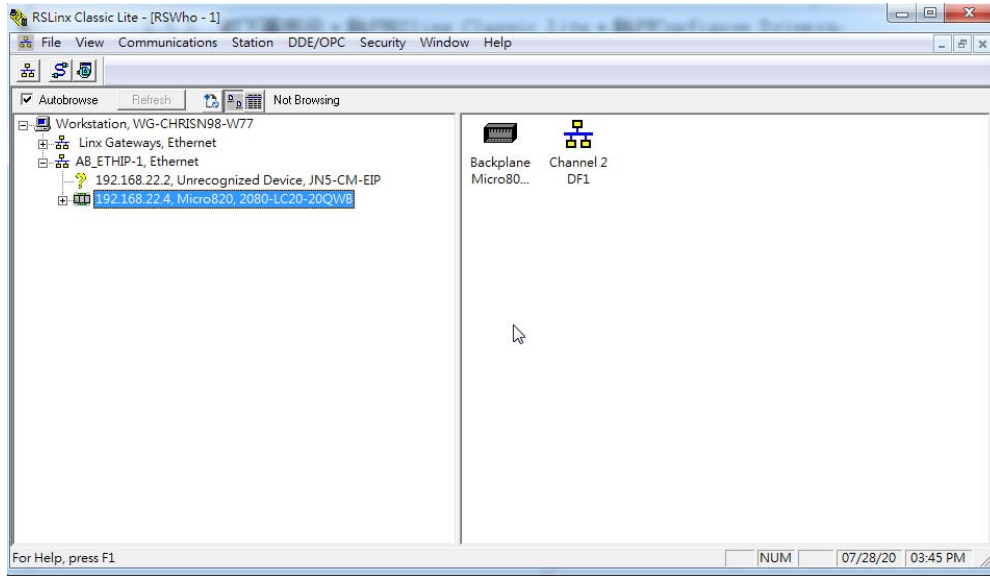 RSLinx Classic Lite - [RSWho - 1]
File View Communications Station DDE/OPC Security Window Help
Autobrowse Refresh Not Browsing
Workstation, WG-CHRISN98-W77
Linx Gateways, Ethernet
AB_ETHIP-1, Ethernet
192.168.22.2, Unrecognized Device, JN5-CM-EIP
192.168.22.4, Micro820, 2080-LC20-20QWB
Backplane
Micro80...
Channel 2
DF1
For Help, press F1
NUM 07/28/20 03:45 PM